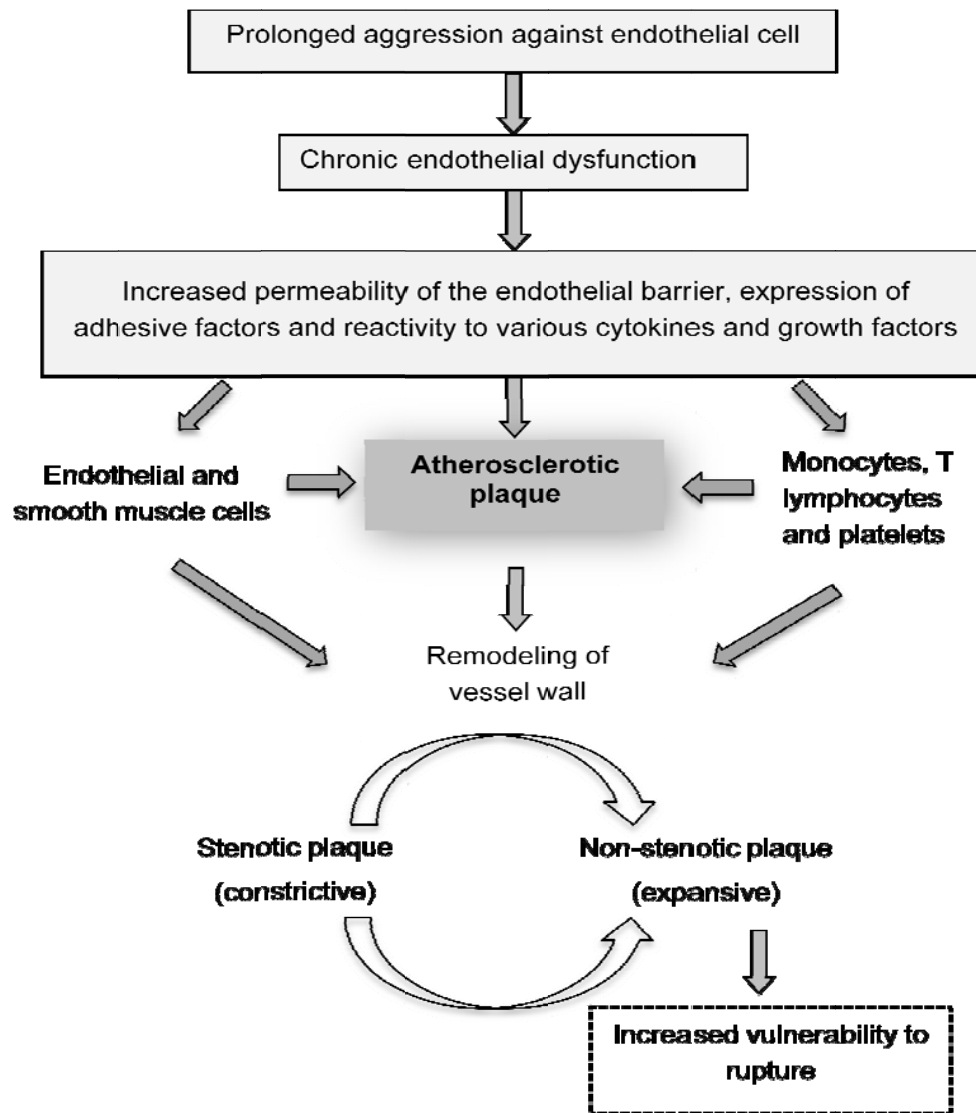 Prolonged aggression against endothelial cell
Chronic endothelial dysfunction
Increased permeability of the endothelial barrier, expression of
adhesive factors and reactivity to various cytokines and growth factors
Endothelial and
smooth muscle cells
Atherosclerotic
plaque
Monocytes, T
lymphocytes
and platelets
Remodeling of
vessel wall
Stenotic plaque
(constrictive)
Non-stenotic plaque
(expansive)
Increased vulnerability to
rupture